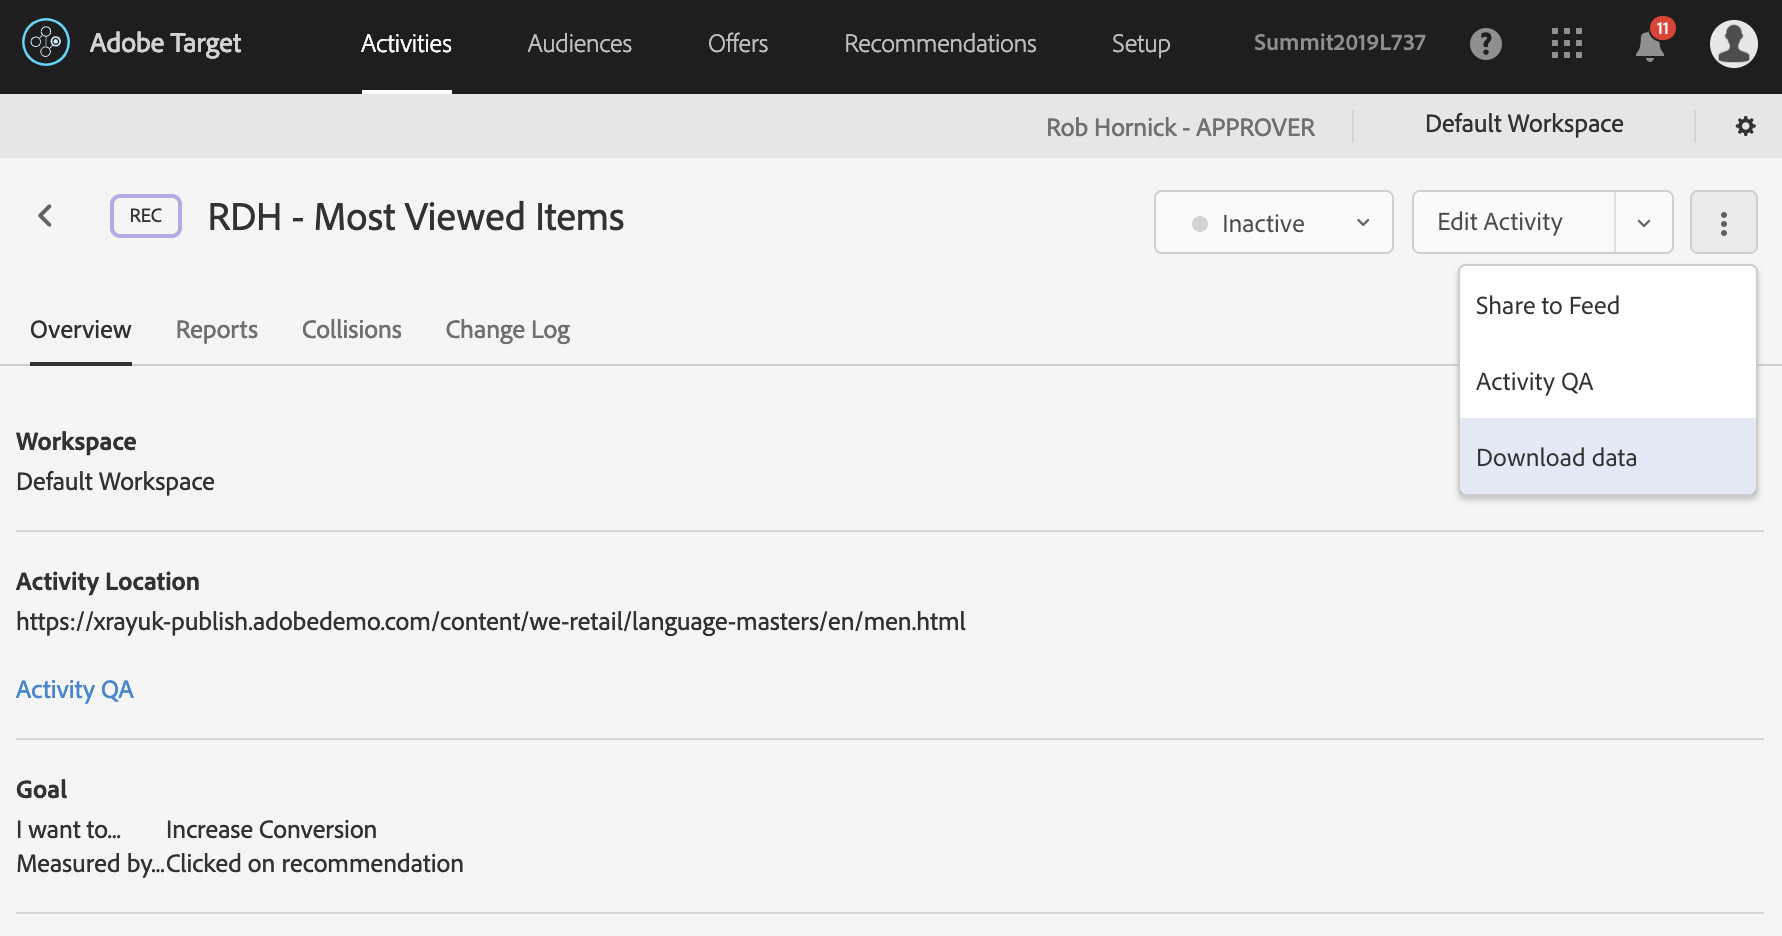 Adobe Target Activities Audiences Offers Recommendations Setup Summit2019L737 ? 11
Rob Hornick - APPROVER Default Workspace
REC RDH - Most Viewed Items Inactive Edit Activity
Share to Feed
Overview Reports Collisions Change Log
Activity QA
Workspace
Download data
Default Workspace
Activity Location
https://xrayuk-publish.adobedemo.com/content/we-retail/language-masters/en/men.html
Activity QA
Goal
I want to... Increase Conversion
Measured by... Clicked on recommendation